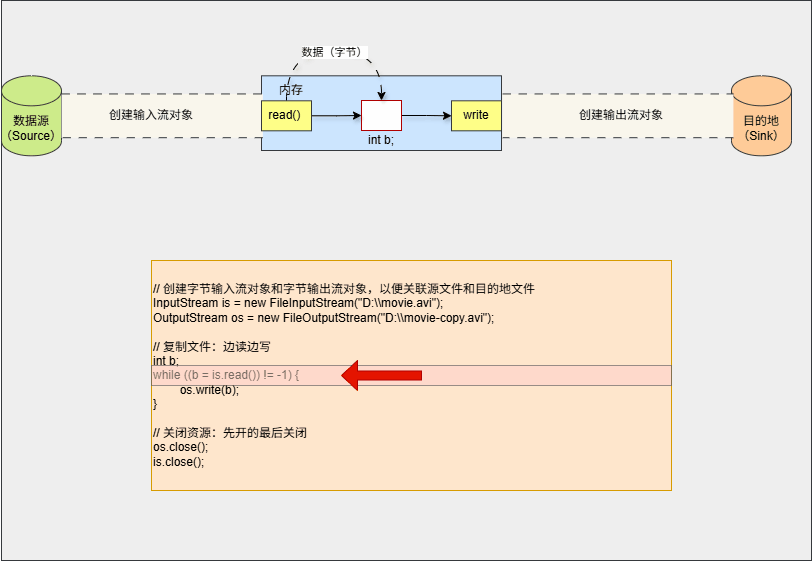 数据（字节）
内存
数据源
（Source）
创建输入流对象
read()
write
int b;
创建输出流对象
目的地
（Sink）
// 创建字节输入流对象和字节输出流对象，以便关联源文件和目的地文件
InputStream is = new FileInputStream("D:\\movie.avi");
OutputStream os = new FileOutputStream("D:\\movie-copy.avi");
// 复制文件：边读边写
int b;
while ((b = is.read()) != -1) {
os.write(b);
}
// 关闭资源：先开的最后关闭
os.close();
is.close();